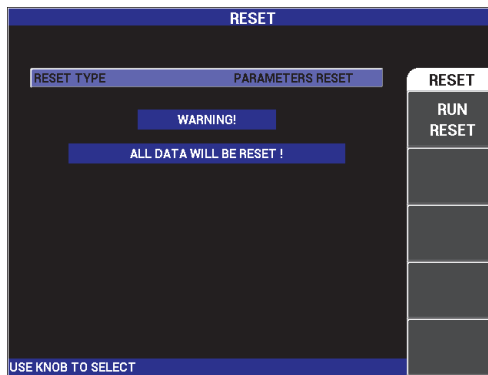 RESET
RESET TYPE PARAMETERS RESET
WARNING!
ALL DATA WILL BE RESET !
RESET
RUN
RESET
USE KNOB TO SELECT